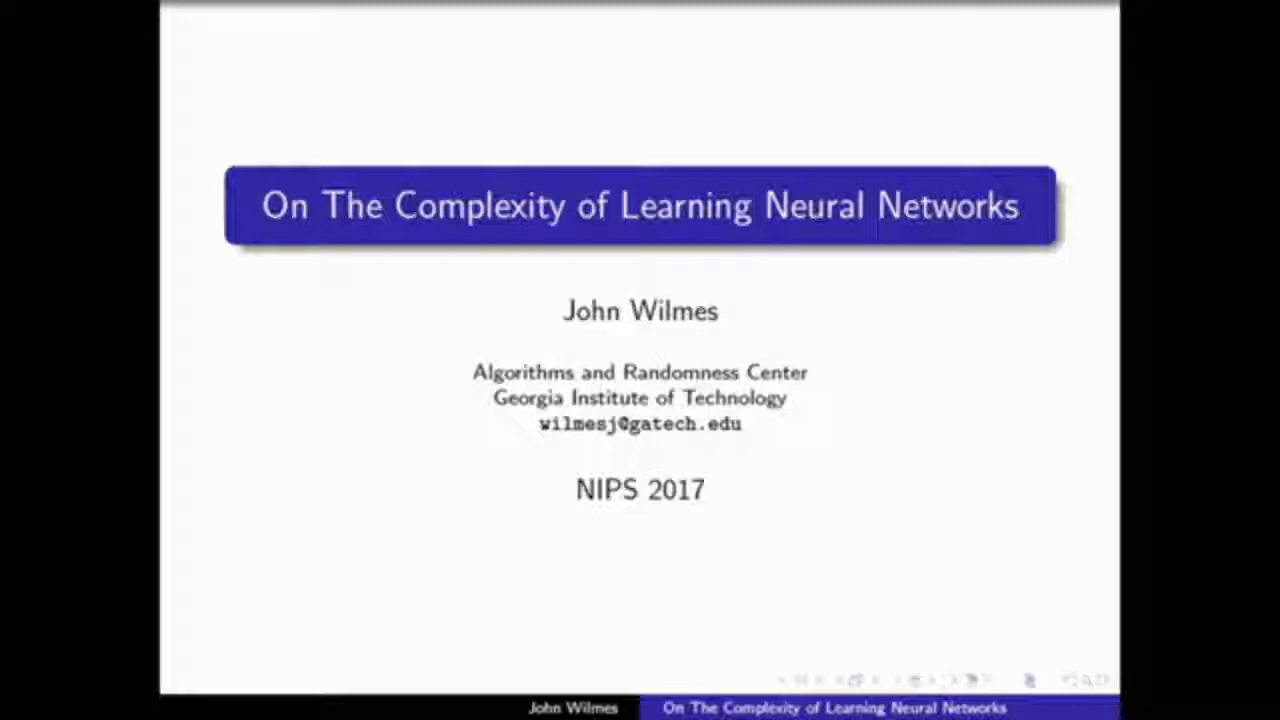 On The Complexity of Learning Neural Networks
John Wilmes
Algorithms and Randomness Center
Georgia Institute of Technology
wilmesj@gatech.edu
NIPS 2017
John Wilmes
On The Complexity of Learning Neural Networks